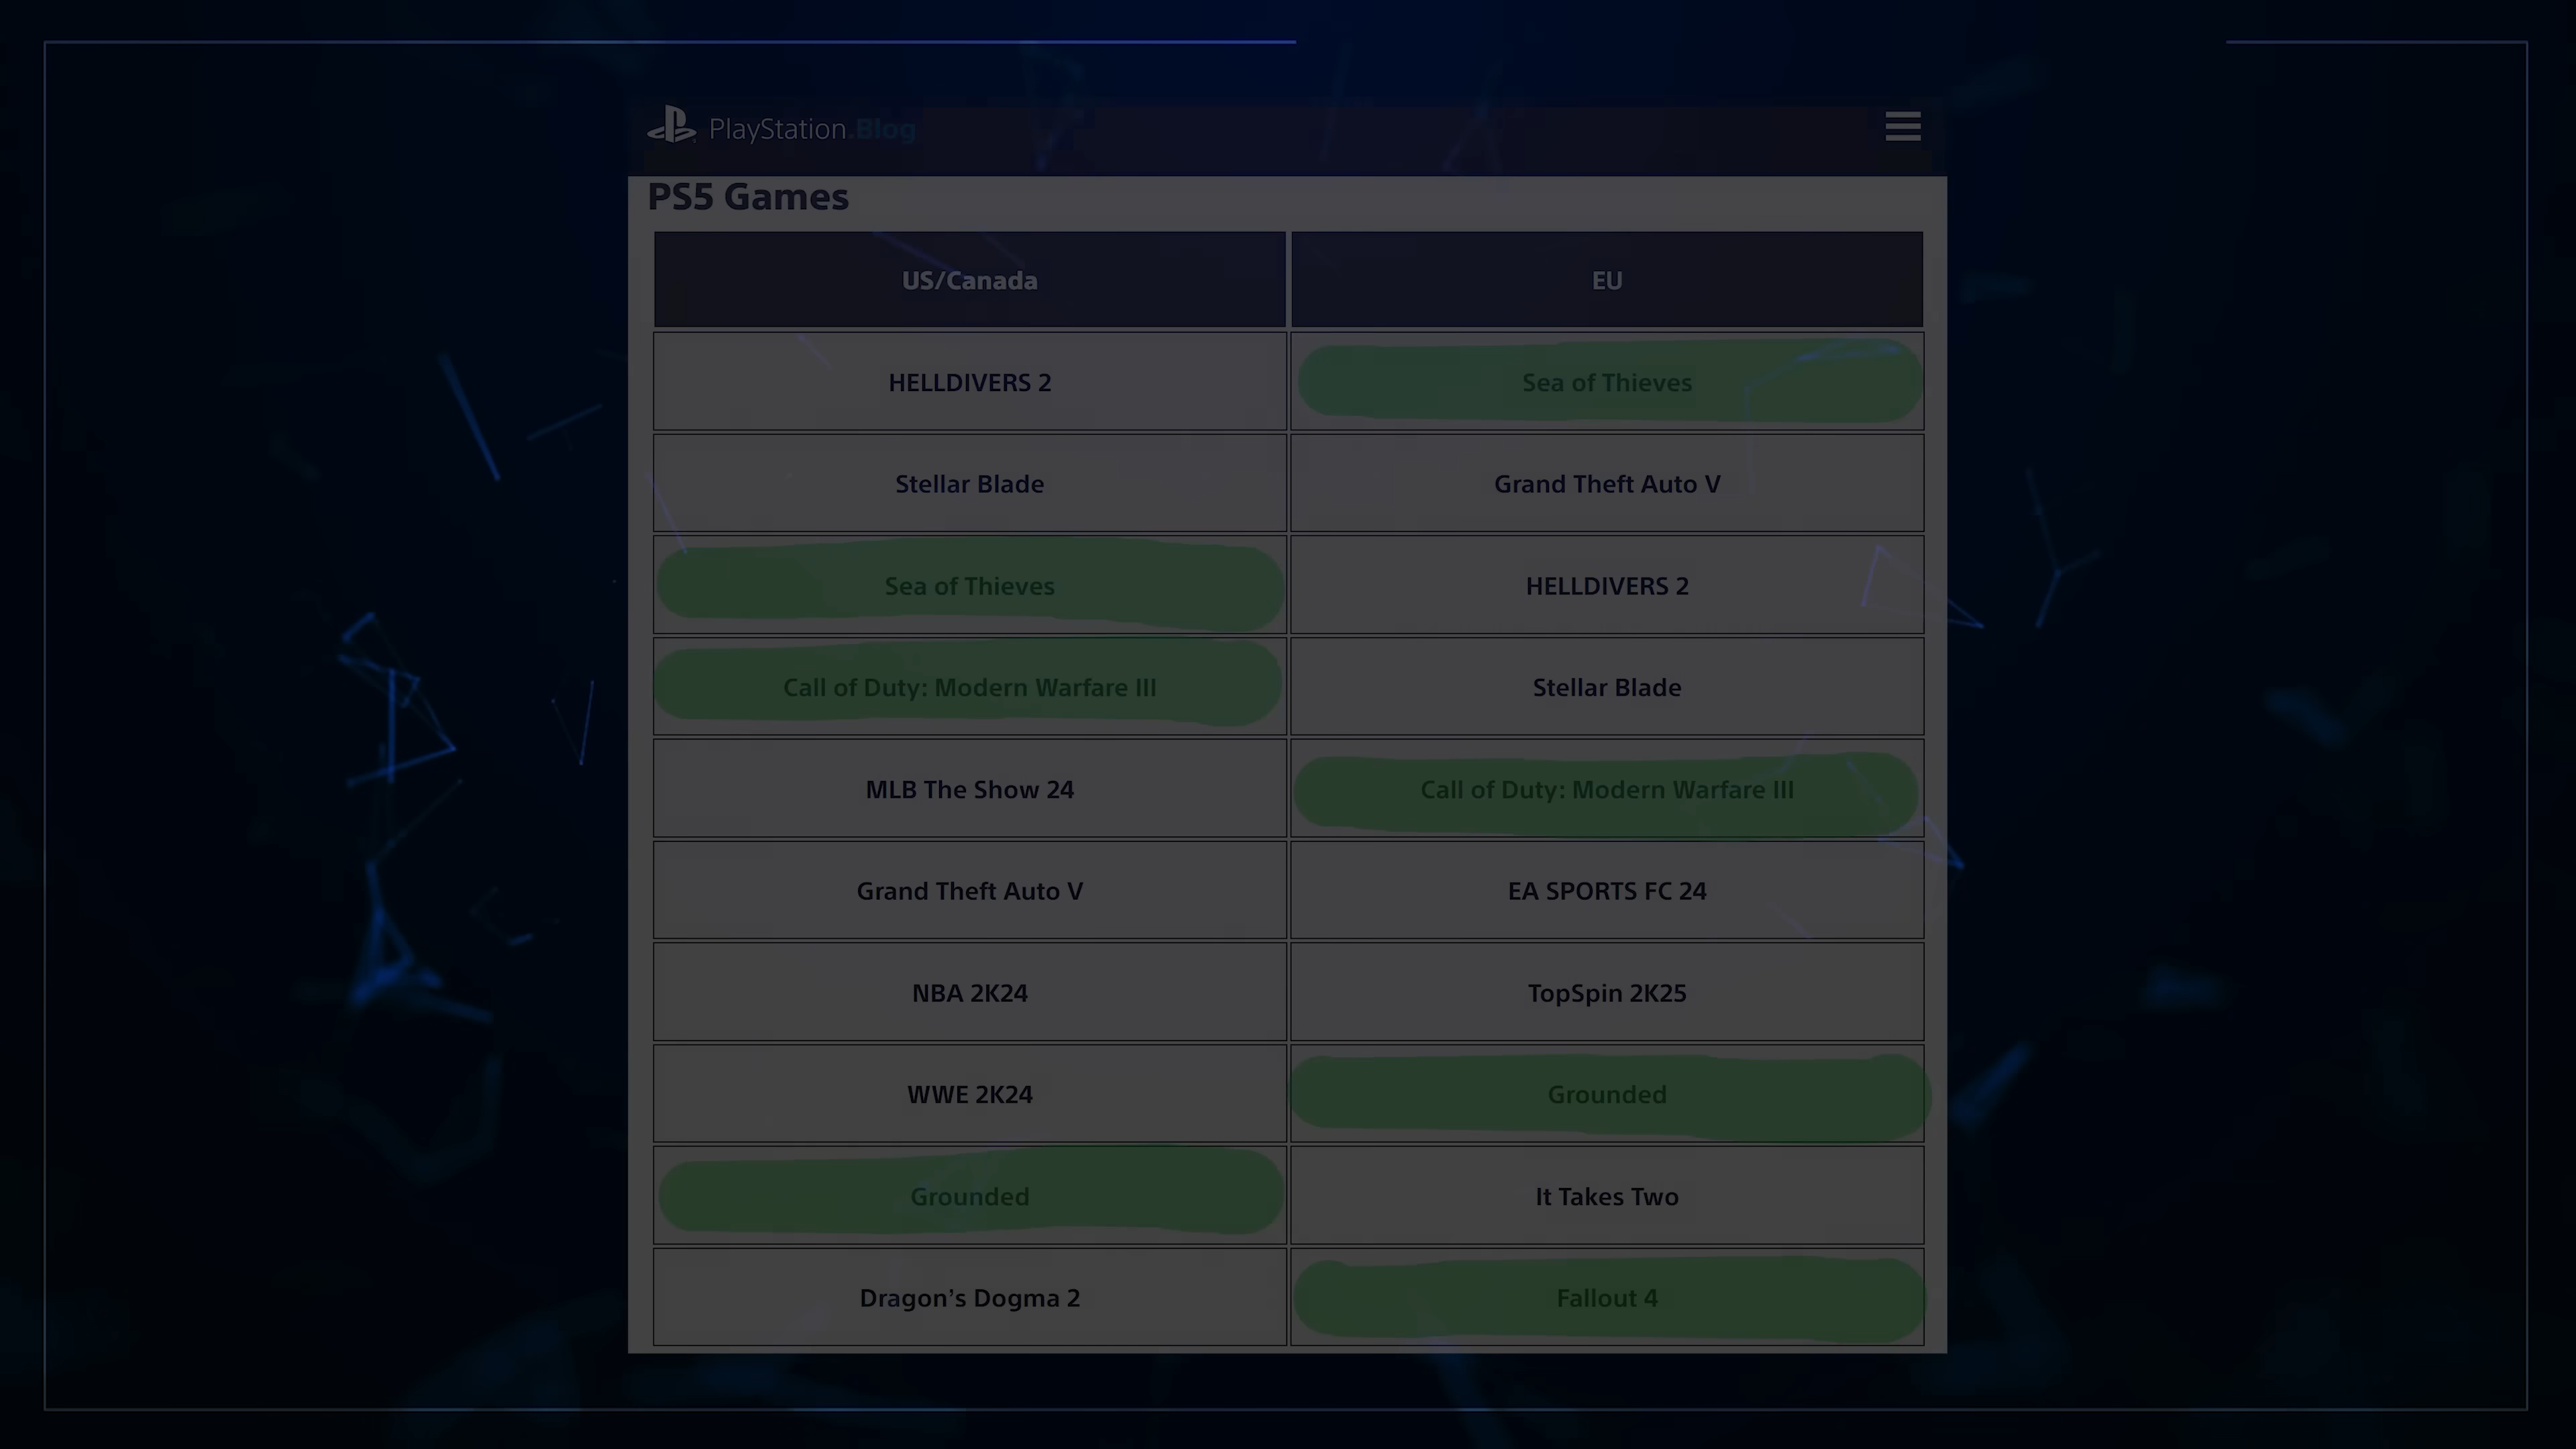 PlayStation.Blog
PS5 Games
US/Canada EU
HELLDIVERS 2 Sea of Thieves
Stellar Blade Grand Theft Auto V
Sea of Thieves HELLDIVERS 2
Call of Duty: Modern Warfare III Stellar Blade
MLB The Show 24 Call of Duty: Modern Warfare III
Grand Theft Auto V EA SPORTS FC 24
NBA 2K24 TopSpin 2K25
WWE 2K24 Grounded
Grounded It Takes Two
Dragon’s Dogma 2 Fallout 4